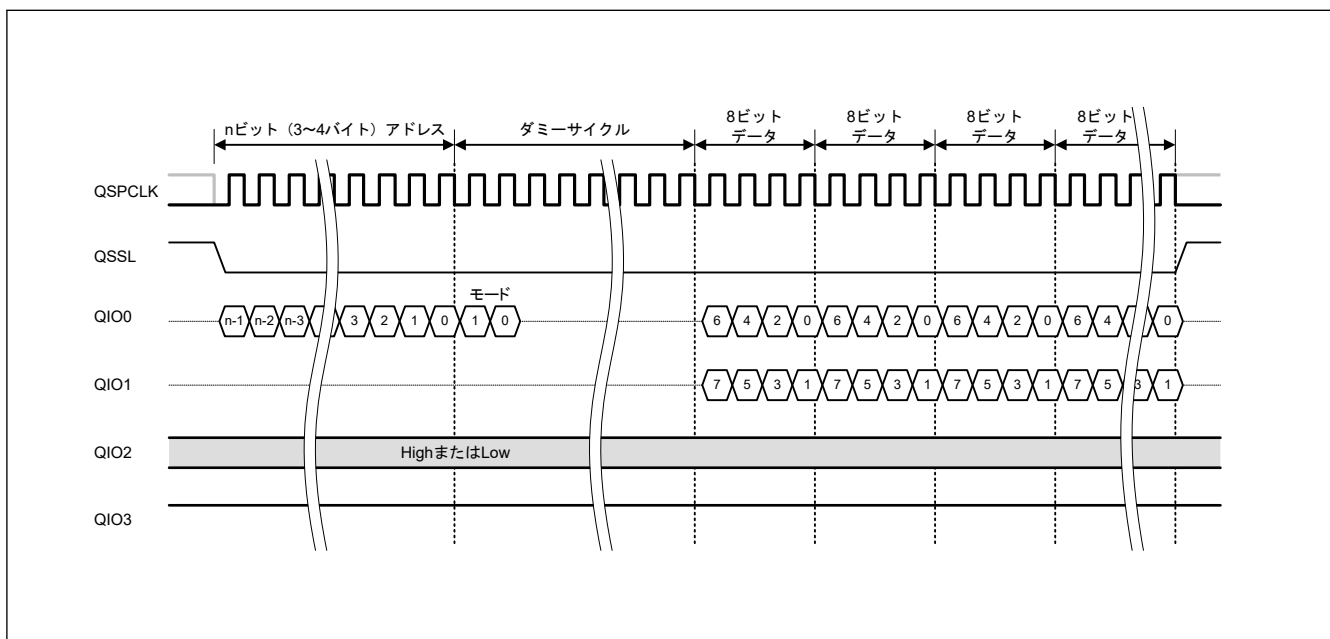 nビット（3～4バイト）アドレス ダミーサイクル 8ビット 8ビット 8ビット 8ビット
データ データ データ データ
QSPCLK
QSSL
モード
QIO0 n-1 n-2 n-3 3 2 1 0 1 0 6 4 2 0 6 4 2 0 6 4 2 0 6 4 0
QIO1 7 5 3 1 7 5 3 1 7 5 3 1 7 5 3 1
QIO2 HighまたはLow
QIO3